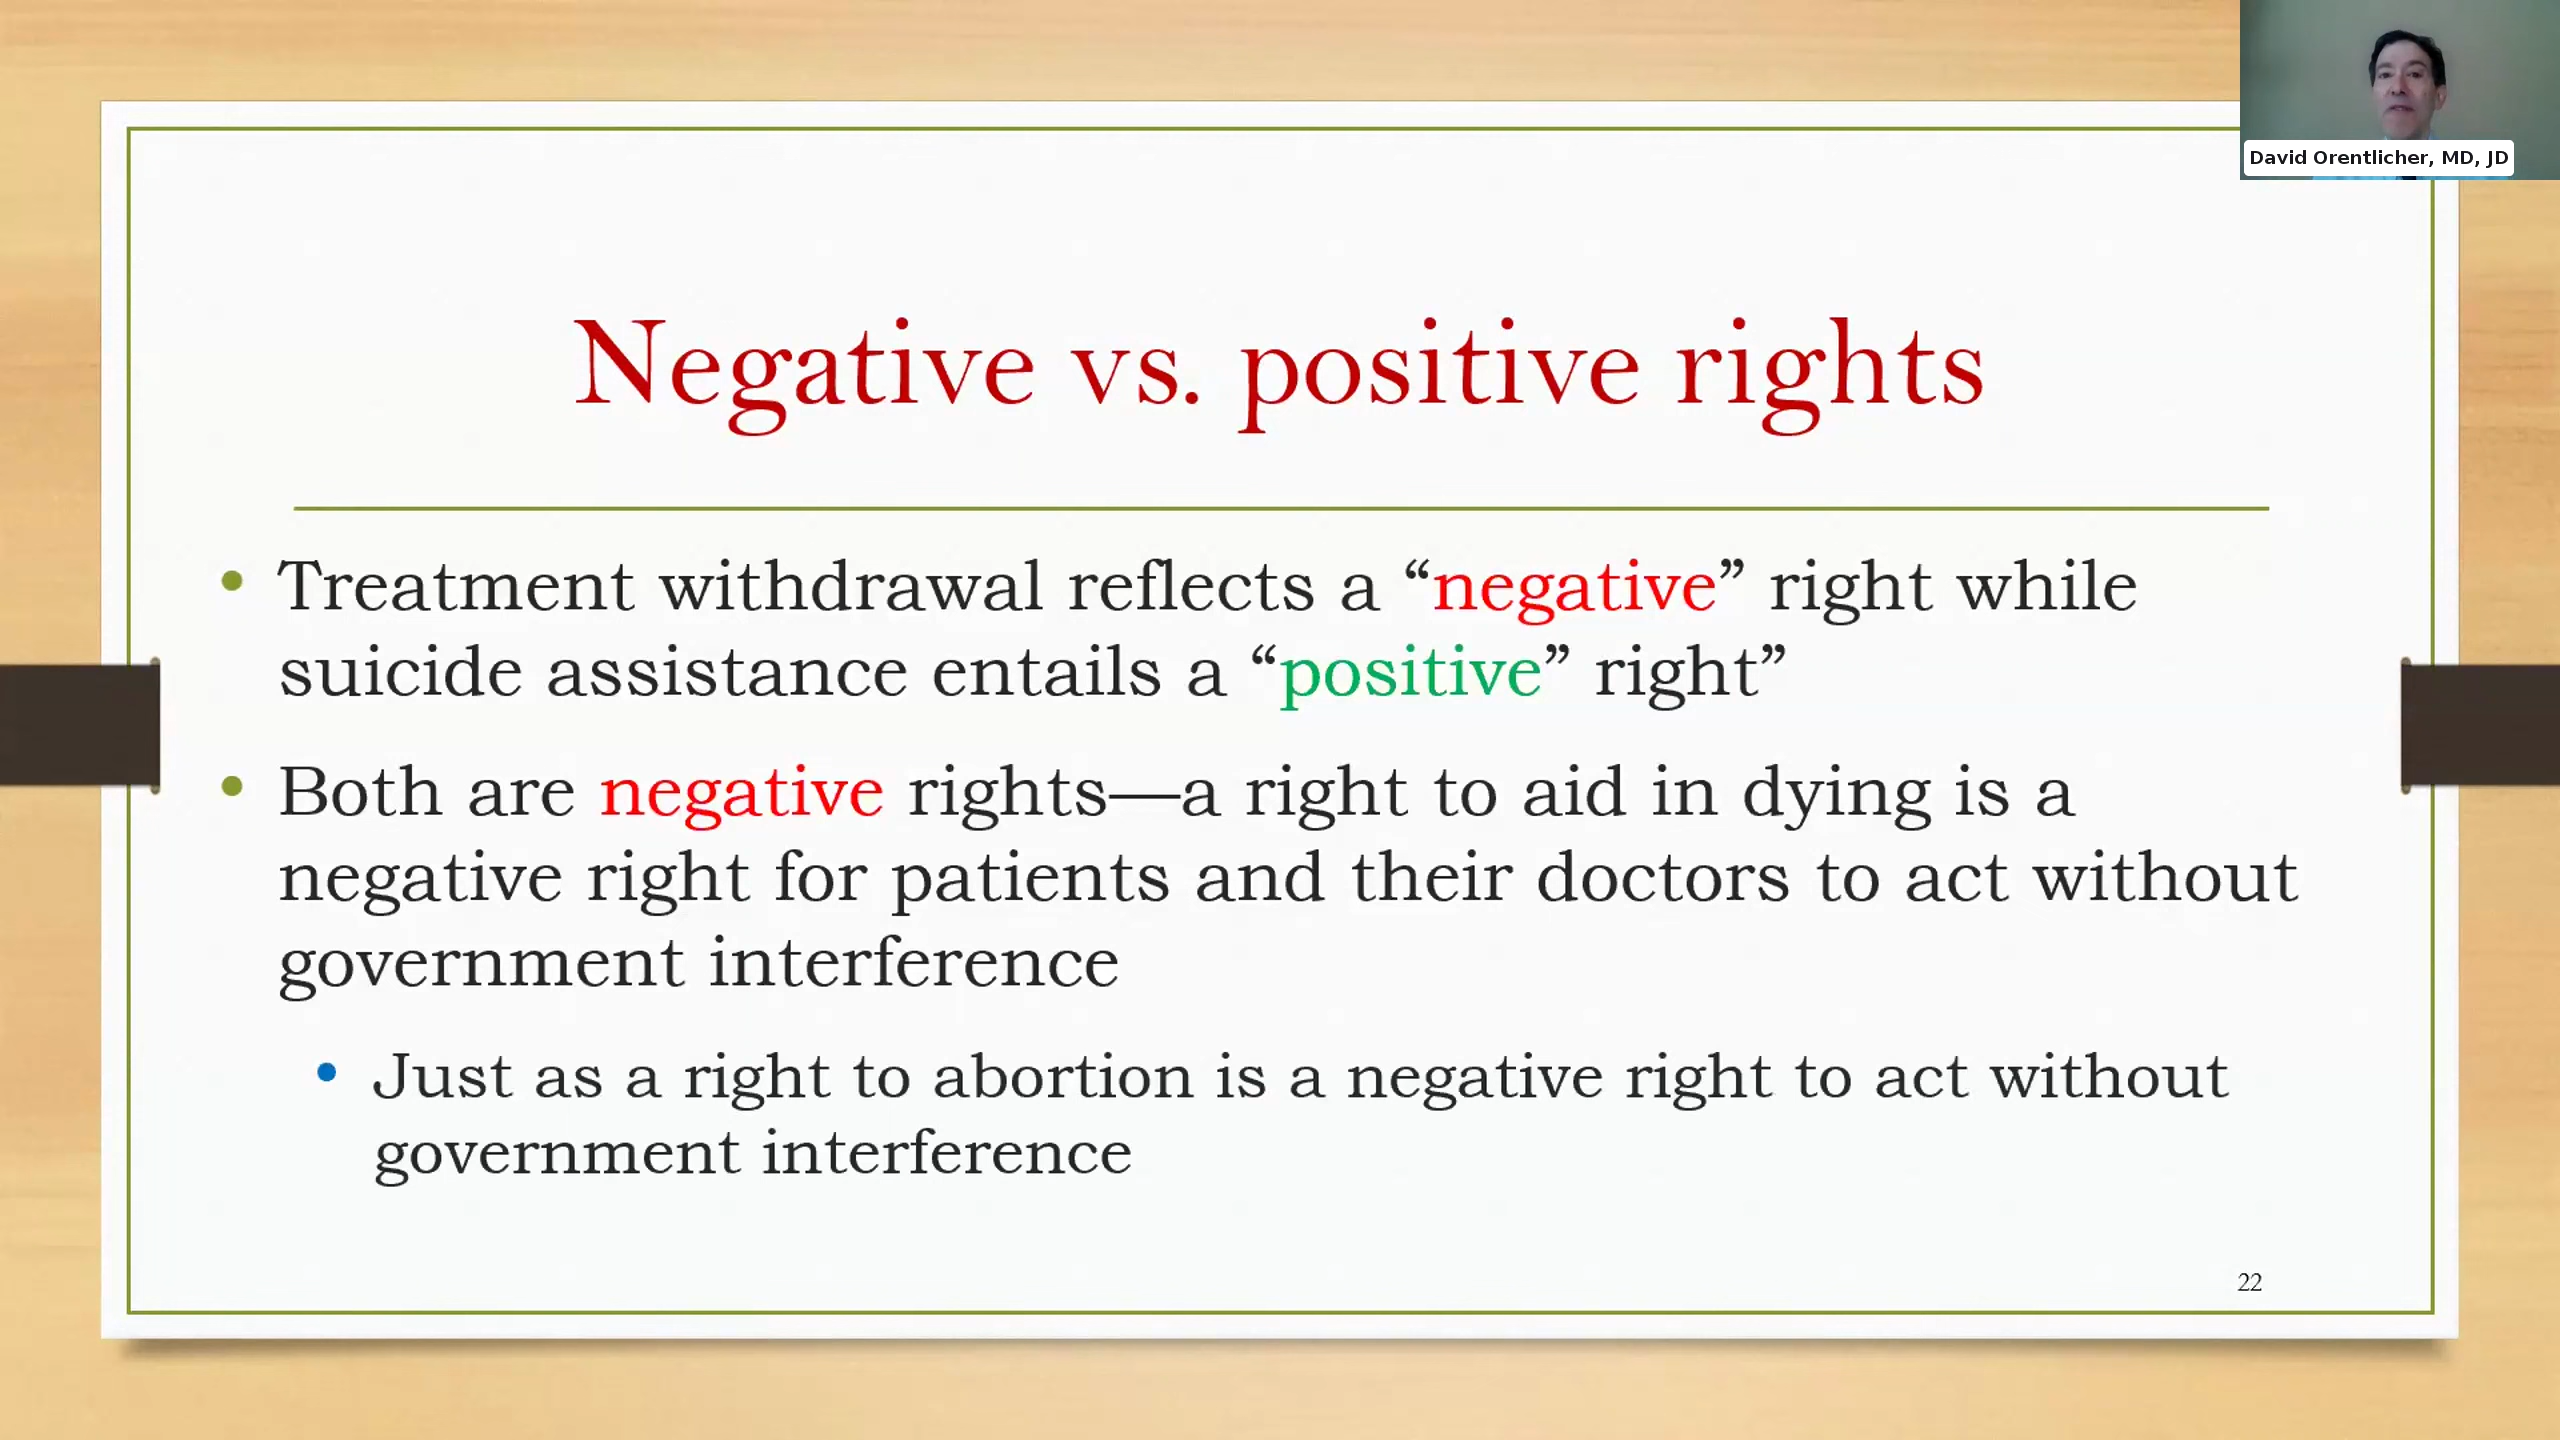 David Orentlicher, MD, JD
Negative vs. positive rights
• Treatment withdrawal reflects a “negative” right while
suicide assistance entails a “positive” right”
• Both are negative rights—a right to aid in dying is a
negative right for patients and their doctors to act without
government interference
• Just as a right to abortion is a negative right to act without
government interference
22